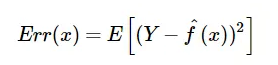 Err(x) = E[(Y − f̂ (x))²]